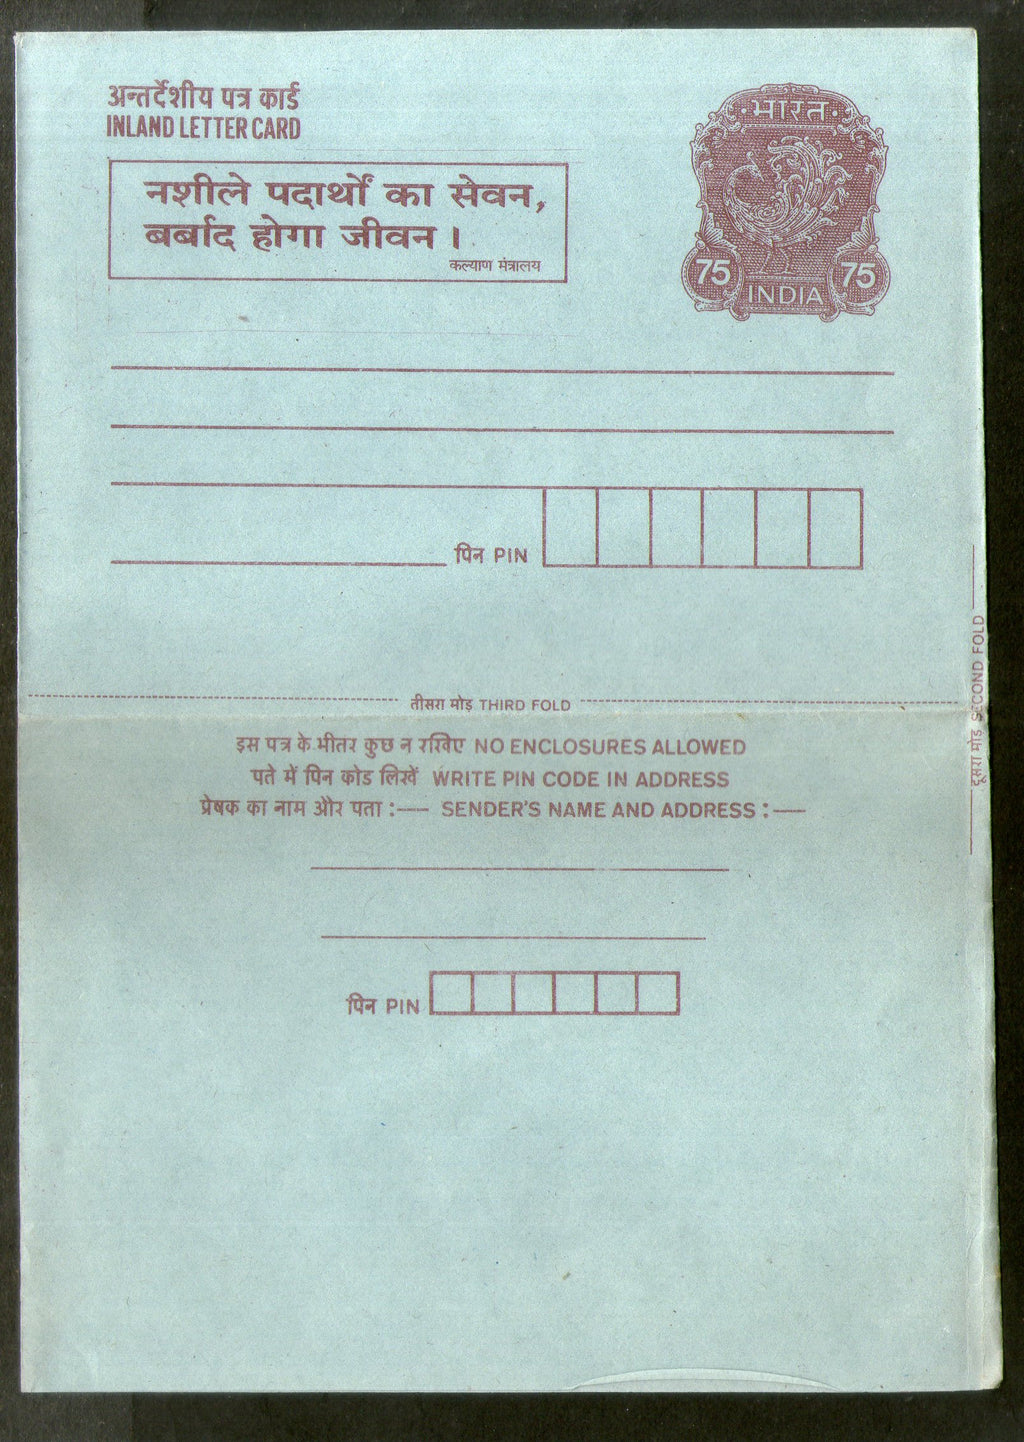 अन्तर्देशीय पत्र कार्ड
INLAND LETTER CARD
भारत
75 75
INDIA
नशीले पदार्थों का सेवन,
बर्बाद होगा जीवन।
कल्याण मंत्रालय
पिन PIN
तीसरा मोड़ THIRD FOLD
दूसरा मोड़ SECOND FOLD
इस पत्र के भीतर कुछ न रखिए NO ENCLOSURES ALLOWED
पते में पिन कोड लिखें WRITE PIN CODE IN ADDRESS
प्रेषक का नाम और पता :— SENDER'S NAME AND ADDRESS :—
पिन PIN